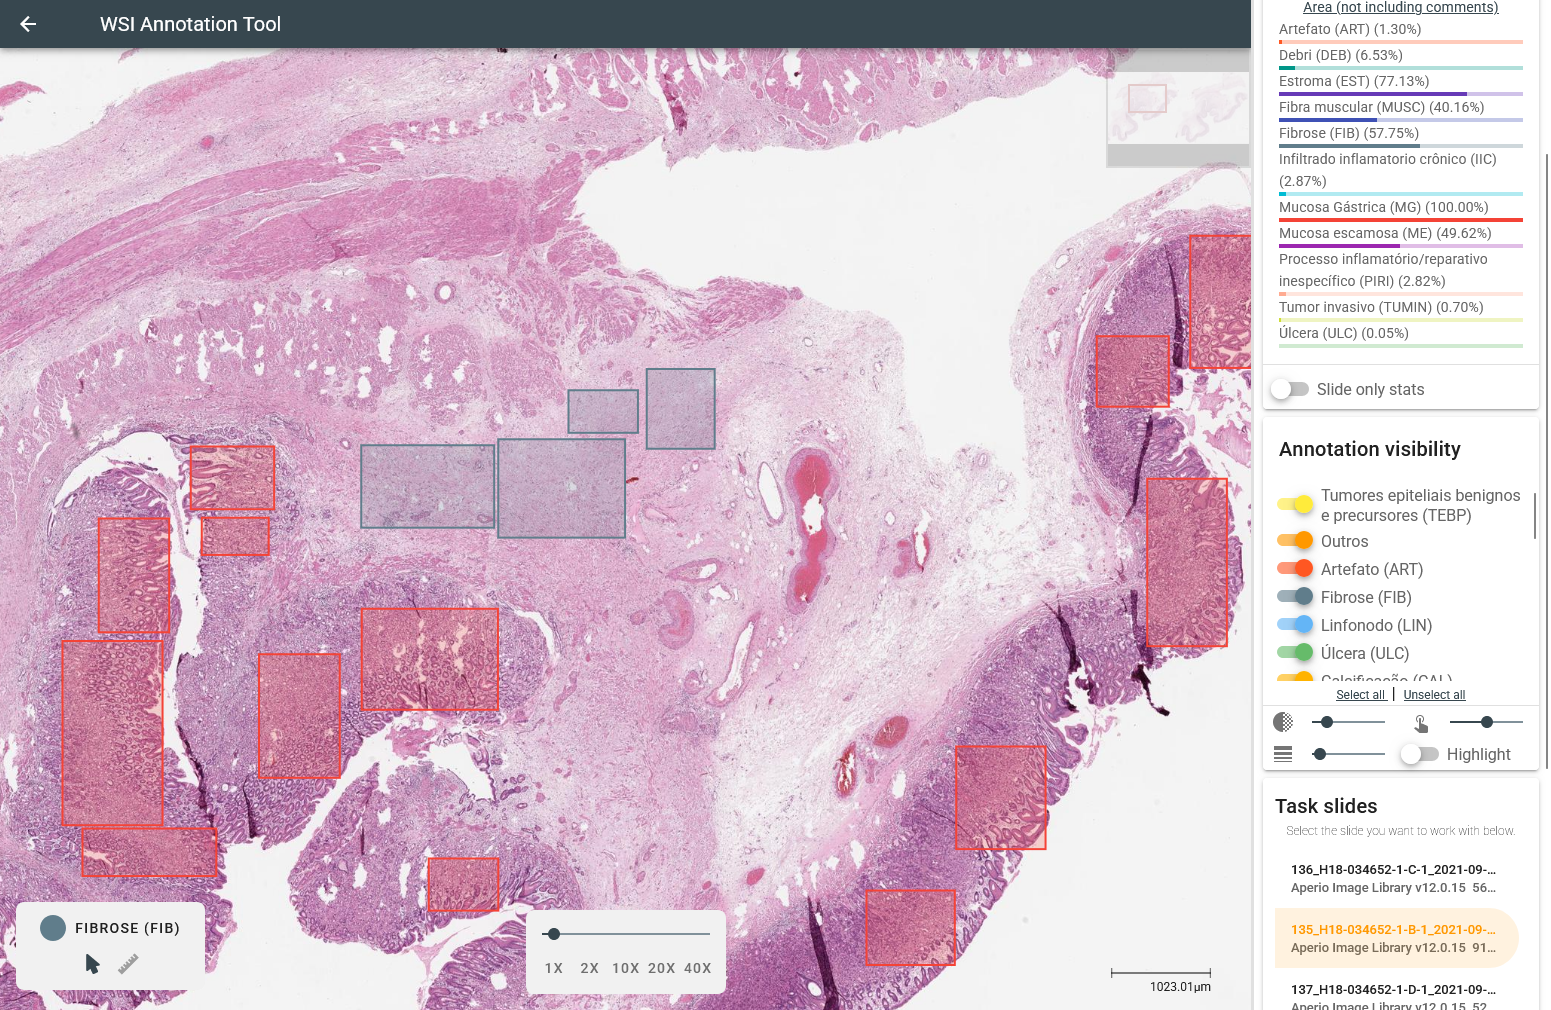 WSI Annotation Tool
FIBROSE (FIB)
1X 2X 10X 20X 40X
1023.01µm
Area (not including comments)
Artefato (ART) (1.30%)
Debri (DEB) (6.53%)
Estroma (EST) (77.13%)
Fibra muscular (MUSC) (40.16%)
Fibrose (FIB) (57.75%)
Infiltrado inflamatorio crônico (IIC)
(2.87%)
Mucosa Gástrica (MG) (100.00%)
Mucosa escamosa (ME) (49.62%)
Processo inflamatório/reparativo
inespecífico (PIRI) (2.82%)
Tumor invasivo (TUMIN) (0.70%)
Úlcera (ULC) (0.05%)
Slide only stats
Annotation visibility
Tumores epiteliais benignos
e precursores (TEBP)
Outros
Artefato (ART)
Fibrose (FIB)
Linfonodo (LIN)
Úlcera (ULC)
Calcificação (CAL)
Select all | Unselect all
Highlight
Task slides
Select the slide you want to work with below.
136_H18-034652-1-C-1_2021-09-...
Aperio Image Library v12.0.15 56...
135_H18-034652-1-B-1_2021-09-...
Aperio Image Library v12.0.15 91...
137_H18-034652-1-D-1_2021-09-...
Aperio Image Library v12.0.15 52...